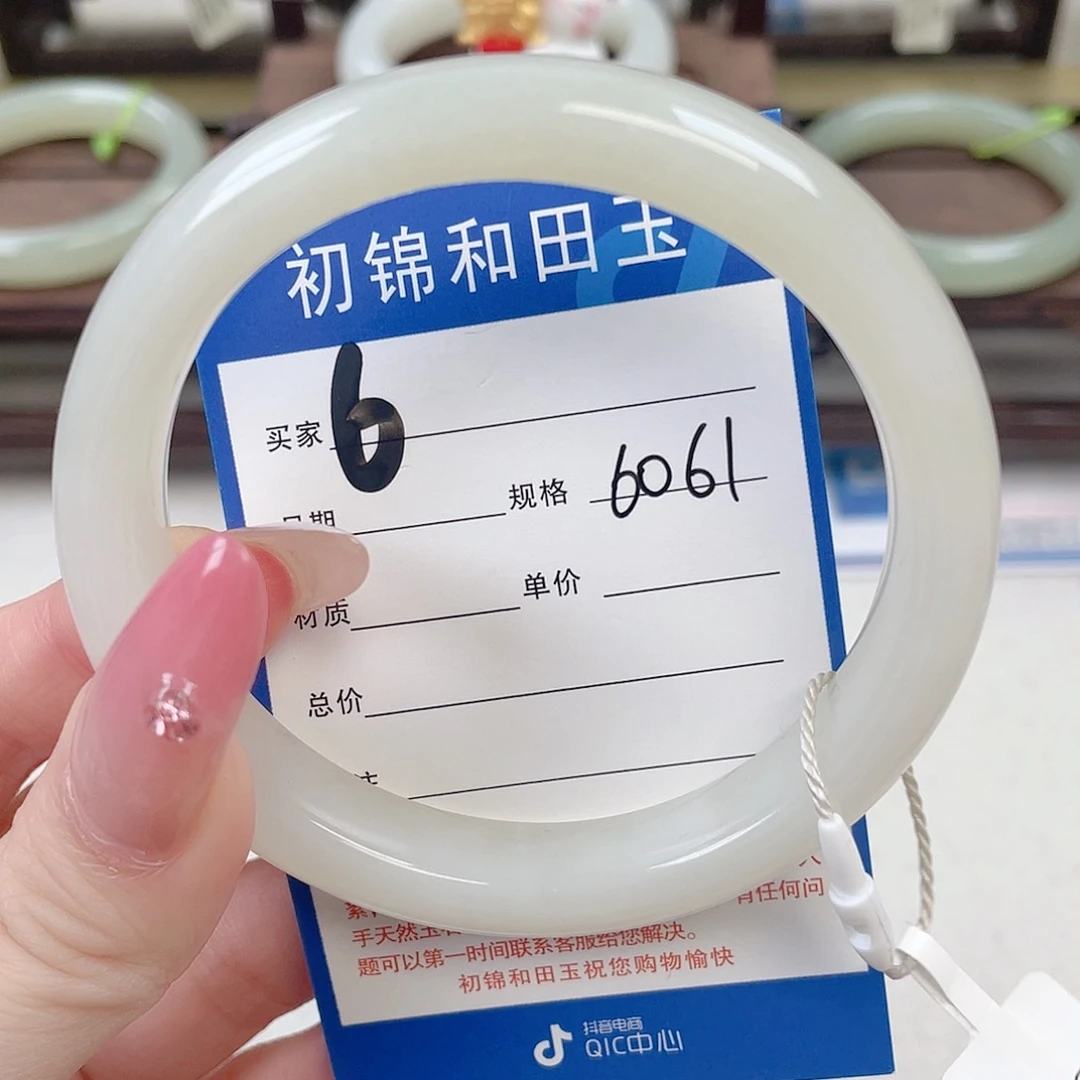 初锦和田玉
买家 6
日期 规格 6061
材质 单价
总价
有任何问
手天然玉
题可以第一时间联系客服给您解决。
初锦和田玉祝您购物愉快
抖音电商
QIC中心